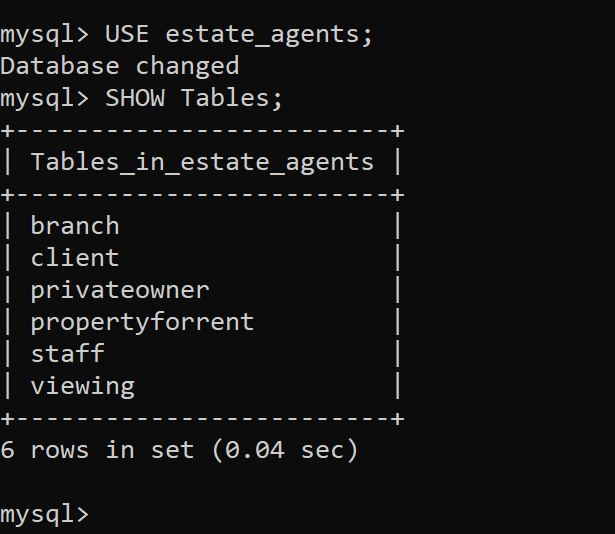 mysql> USE estate_agents;
Database changed
mysql> SHOW Tables;
+-------------------------+
| Tables_in_estate_agents |
+-------------------------+
| branch                  |
| client                  |
| privateowner            |
| propertyforrent         |
| staff                   |
| viewing                 |
+-------------------------+
6 rows in set (0.04 sec)
mysql>